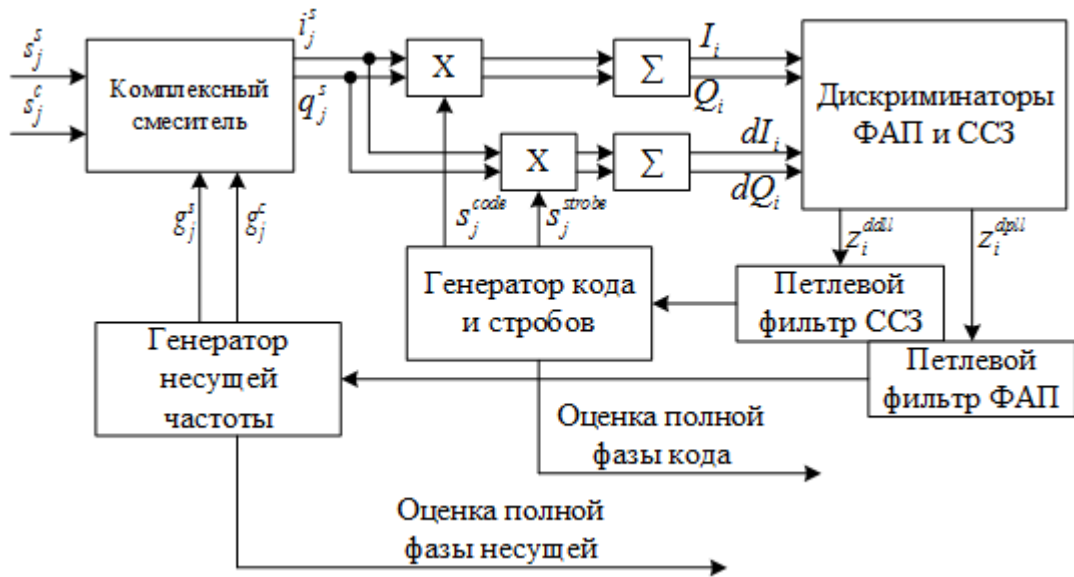 s_j^s
s_j^c
Комплексный
смеситель
i_j^s
q_j^s
X
Σ
I_i
Q_i
Дискриминаторы
ФАП и ССЗ
X
Σ
dI_i
dQ_i
g_j^s
g_j^c
s_j^{code}
s_j^{strobe}
z_i^{ddll}
z_i^{dpll}
Генератор кода
и стробов
Петлевой
фильтр ССЗ
Генератор
несущей
частоты
Петлевой
фильтр ФАП
Оценка полной
фазы кода
Оценка полной
фазы несущей